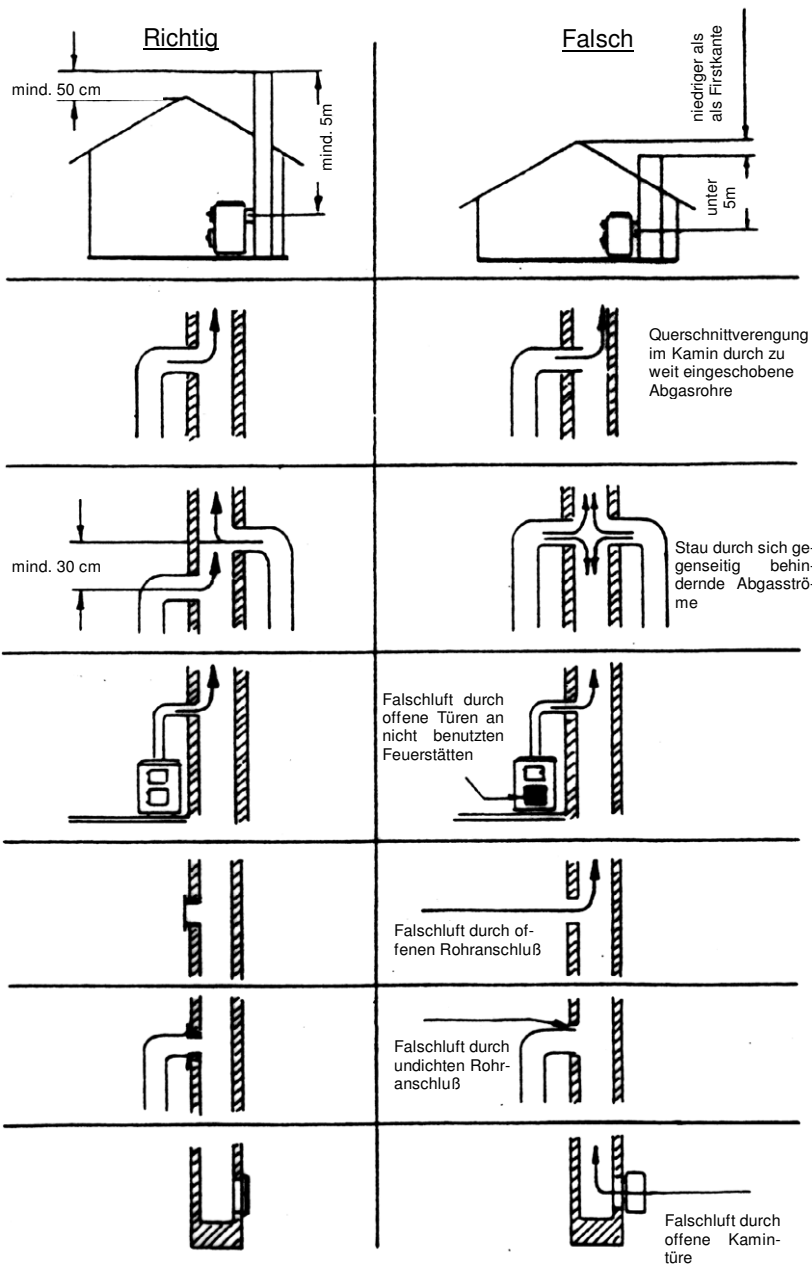 Richtig
Falsch
mind. 50 cm
mind. 5m
niedriger als
als Firstkante
unter
5m
Querschnittverengung
im Kamin durch zu
weit eingeschobene
Abgasrohre
mind. 30 cm
Stau durch sich ge-
genseitig behin-
dernde Abgasströ-
me
Falschluft durch
offene Türen an
nicht benutzten
Feuerstätten
Falschluft durch of-
fenen Rohranschluß
Falschluft durch
undichten Rohr-
anschluß
Falschluft durch
offene Kamin-
türe